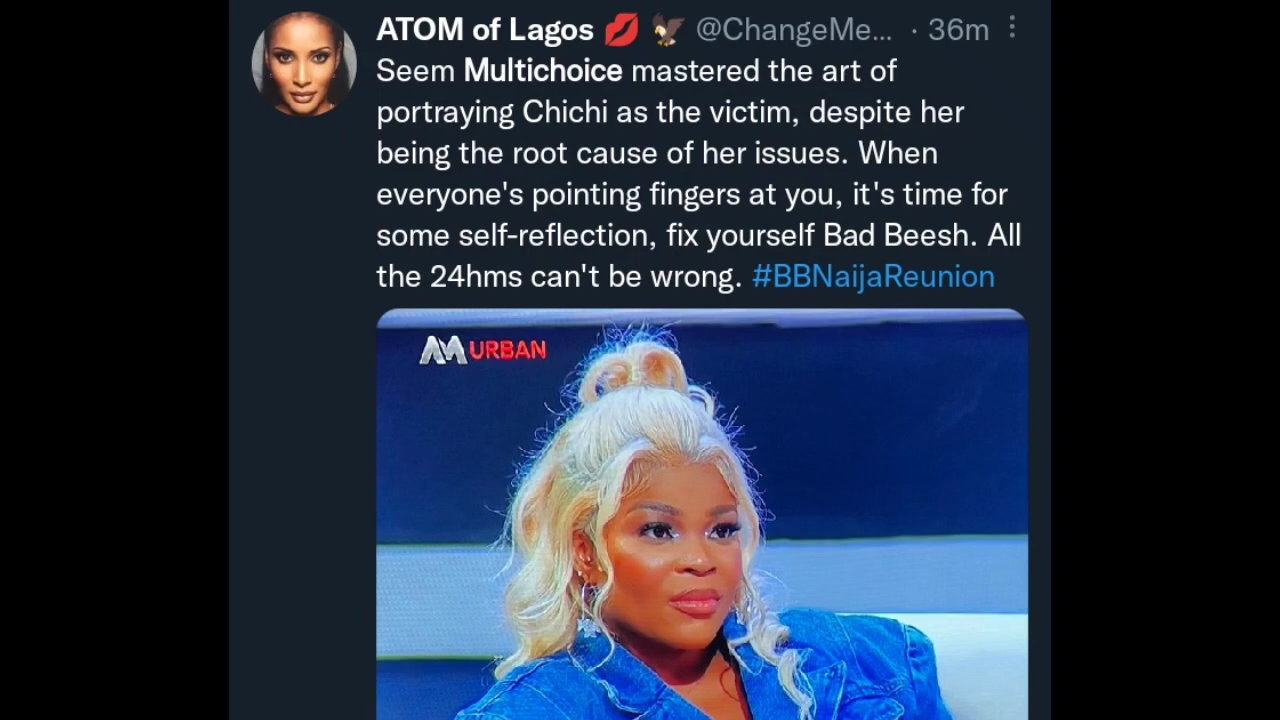 ATOM of Lagos 💋 🦅 @ChangeMe... · 36m
Seem Multichoice mastered the art of
portraying Chichi as the victim, despite her
being the root cause of her issues. When
everyone's pointing fingers at you, it's time for
some self-reflection, fix yourself Bad Beesh. All
the 24hms can't be wrong. #BBNaijaReunion
AM URBAN